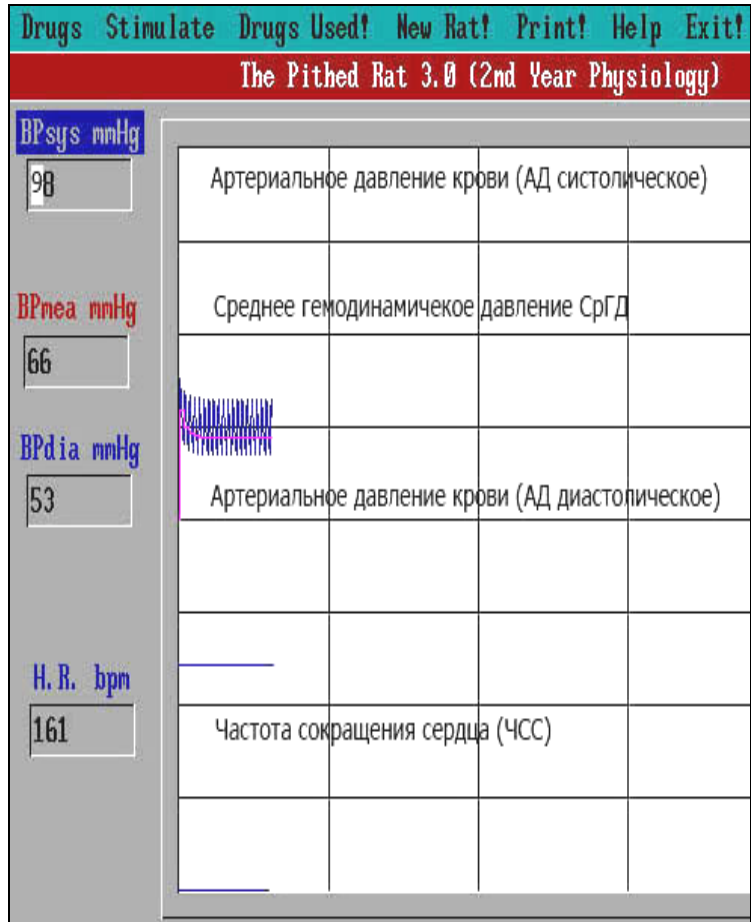 Drugs Stimulate Drugs Used! New Rat! Print! Help Exit!
The Pithed Rat 3.0 (2nd Year Physiology)
BPsys mmHg
98
Артериальное давление крови (АД систолическое)
BPmea mmHg
66
Среднее гемодинамичекое давление СрГД
BPdia mmHg
53
Артериальное давление крови (АД диастолическое)
H.R. bpm
161
Частота сокращения сердца (ЧСС)